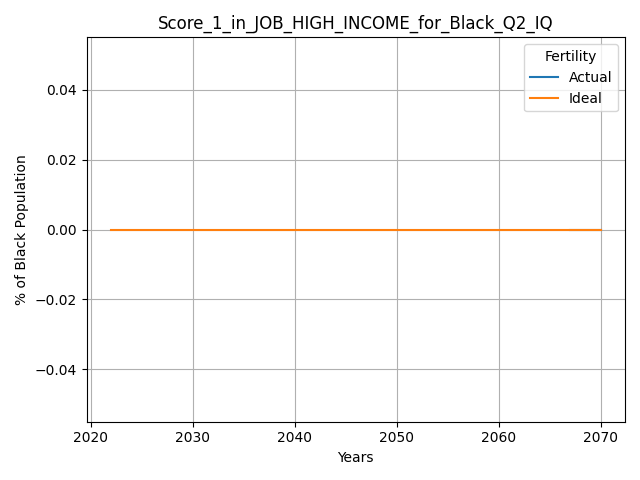 Score_1_in_JOB_HIGH_INCOME_for_Black_Q2_IQ
Fertility
Actual
Ideal
% of Black Population
0.04
0.02
0.00
−0.02
−0.04
2020 2030 2040 2050 2060 2070
Years